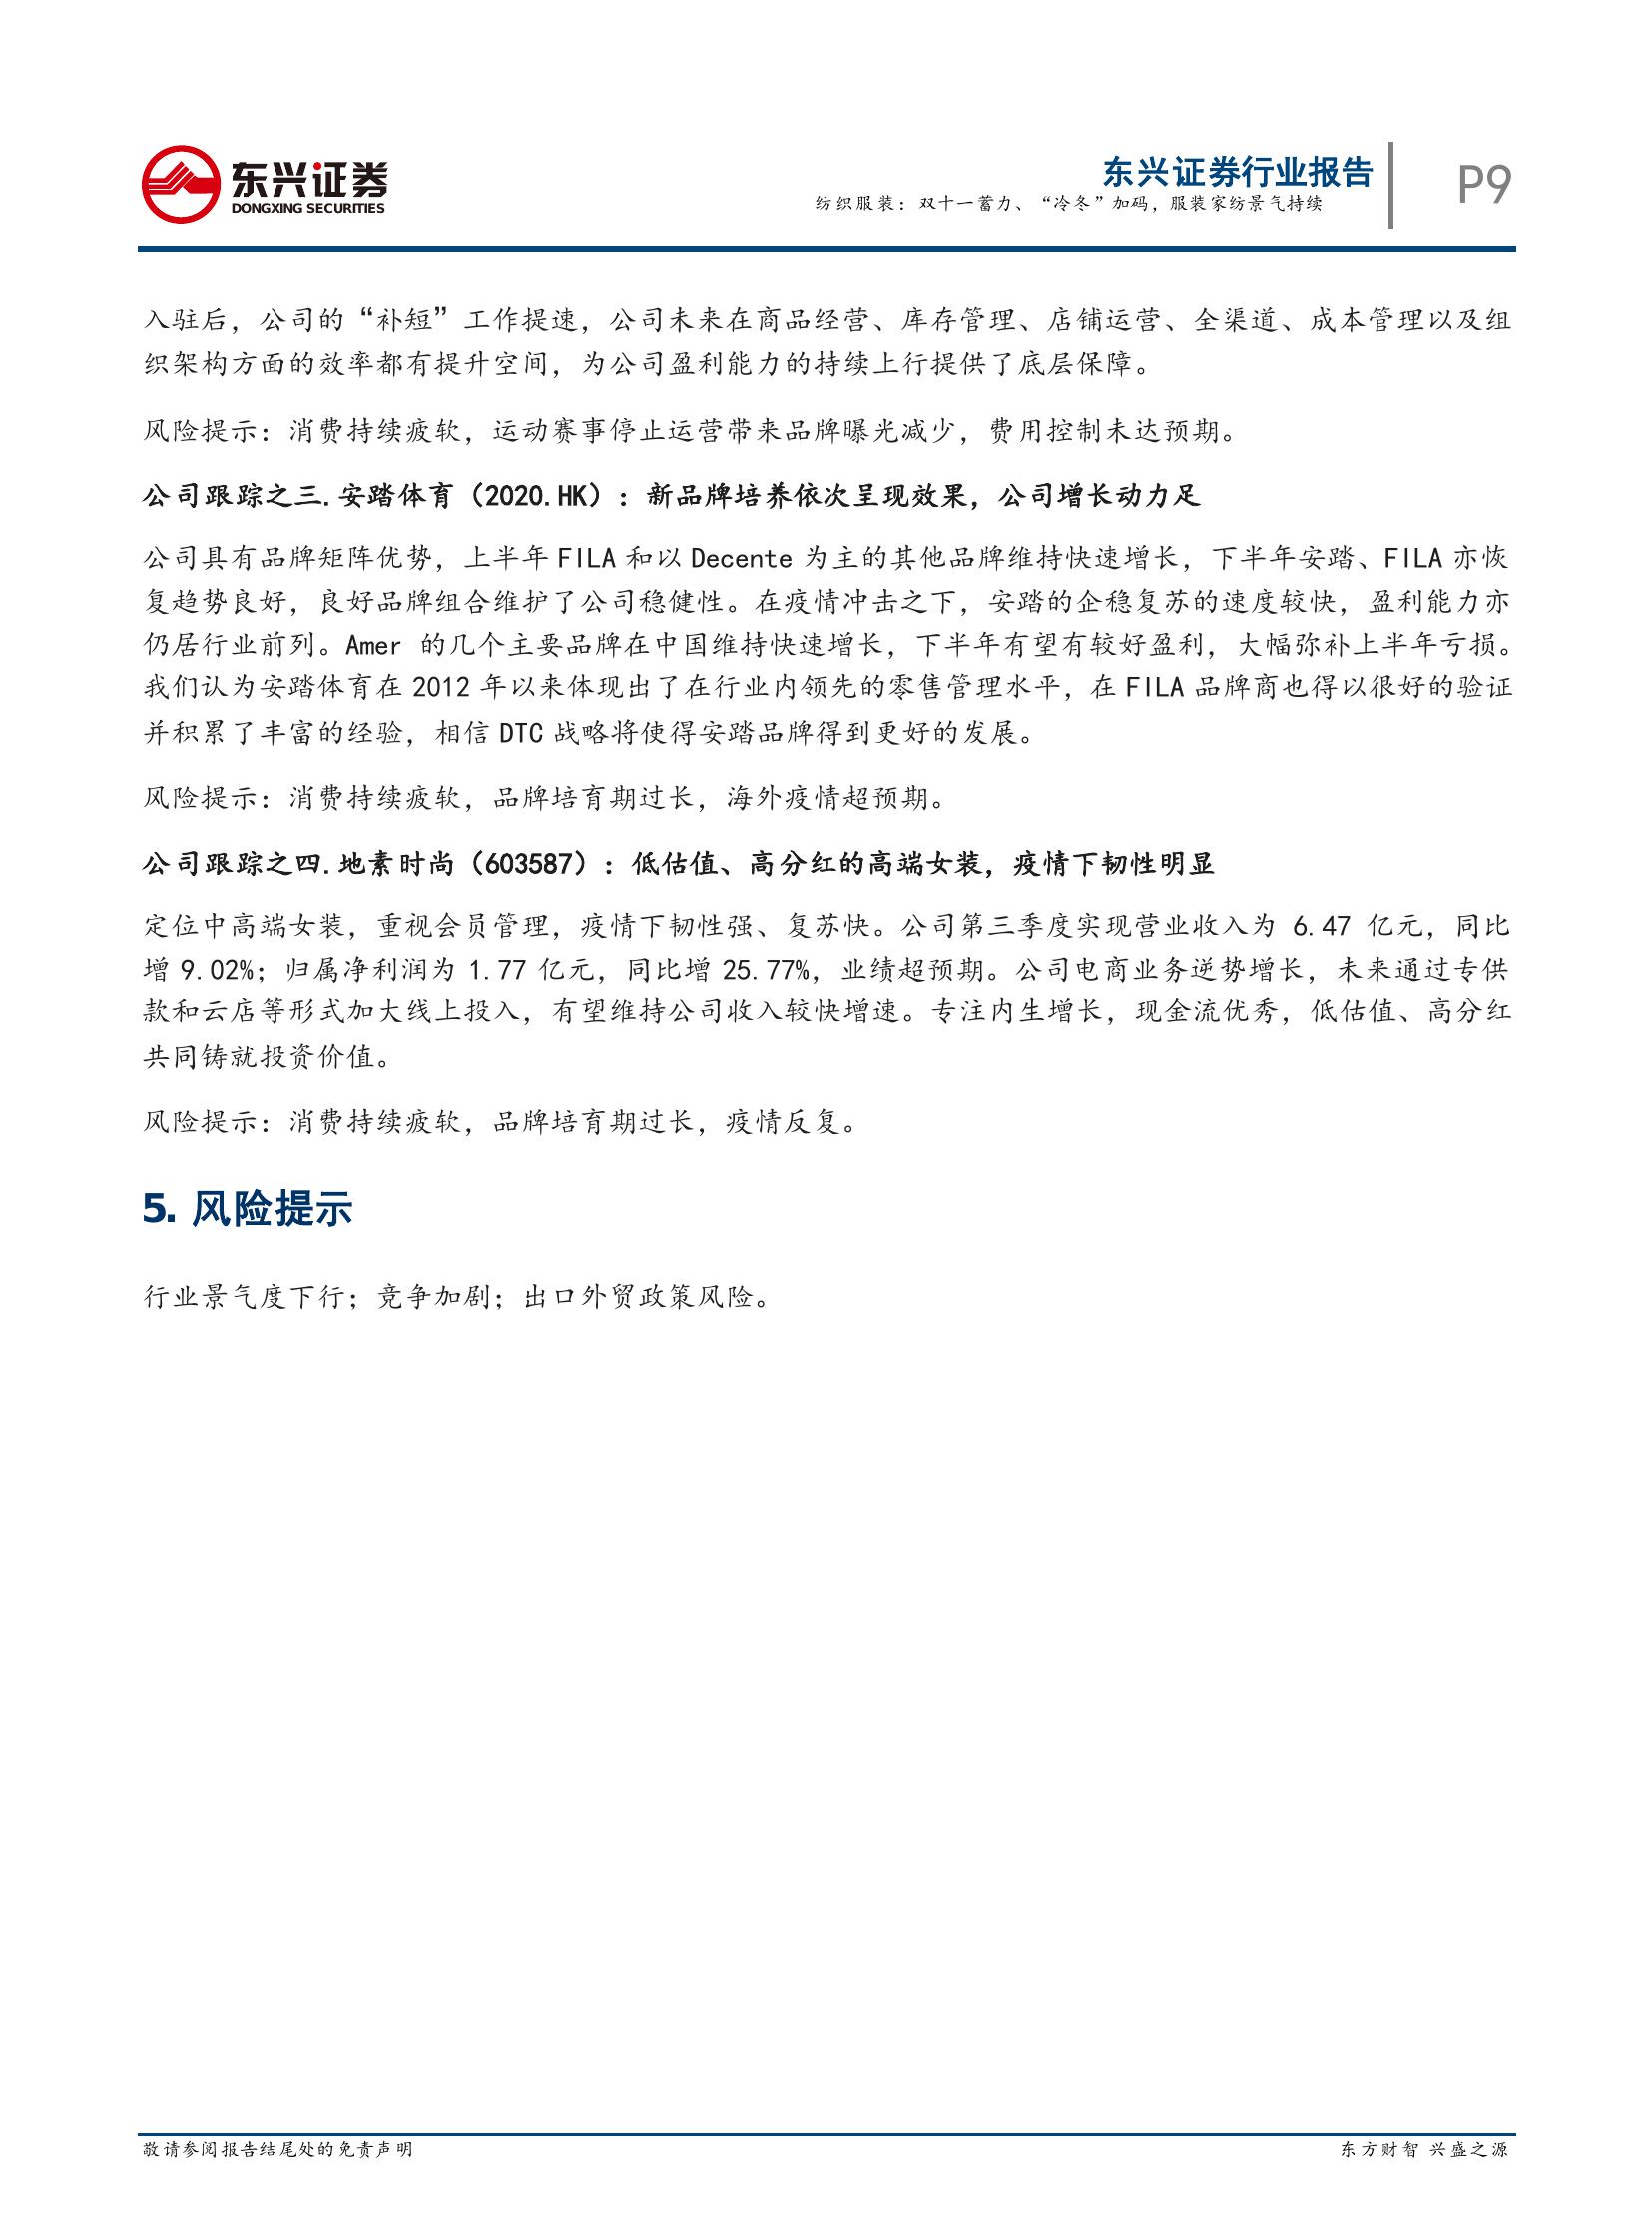 东兴证券
DONGXING SECURITIES
东兴证券行业报告
纺织服装：双十一蓄力、“冷冬”加码，服装家纺景气持续
P9
入驻后，公司的“补短”工作提速，公司未来在商品经营、库存管理、店铺运营、全渠道、成本管理以及组
织架构方面的效率都有提升空间，为公司盈利能力的持续上行提供了底层保障。
风险提示：消费持续疲软，运动赛事停止运营带来品牌曝光减少，费用控制未达预期。
公司跟踪之三.安踏体育（2020.HK）：新品牌培养依次呈现效果，公司增长动力足
公司具有品牌矩阵优势，上半年 FILA 和以 Decente 为主的其他品牌维持快速增长，下半年安踏、FILA 亦恢
复趋势良好，良好品牌组合维护了公司稳健性。在疫情冲击之下，安踏的企稳复苏的速度较快，盈利能力亦
仍居行业前列。Amer 的几个主要品牌在中国维持快速增长，下半年有望有较好盈利，大幅弥补上半年亏损。
我们认为安踏体育在 2012 年以来体现出了在行业内领先的零售管理水平，在 FILA 品牌商也得以很好的验证
并积累了丰富的经验，相信 DTC 战略将使得安踏品牌得到更好的发展。
风险提示：消费持续疲软，品牌培育期过长，海外疫情超预期。
公司跟踪之四.地素时尚（603587）：低估值、高分红的高端女装，疫情下韧性明显
定位中高端女装，重视会员管理，疫情下韧性强、复苏快。公司第三季度实现营业收入为 6.47 亿元，同比
增 9.02%；归属净利润为 1.77 亿元，同比增 25.77%，业绩超预期。公司电商业务逆势增长，未来通过专供
款和云店等形式加大线上投入，有望维持公司收入较快增速。专注内生增长，现金流优秀，低估值、高分红
共同铸就投资价值。
风险提示：消费持续疲软，品牌培育期过长，疫情反复。
5. 风险提示
行业景气度下行；竞争加剧；出口外贸政策风险。
敬请参阅报告结尾处的免责声明
东方财智 兴盛之源